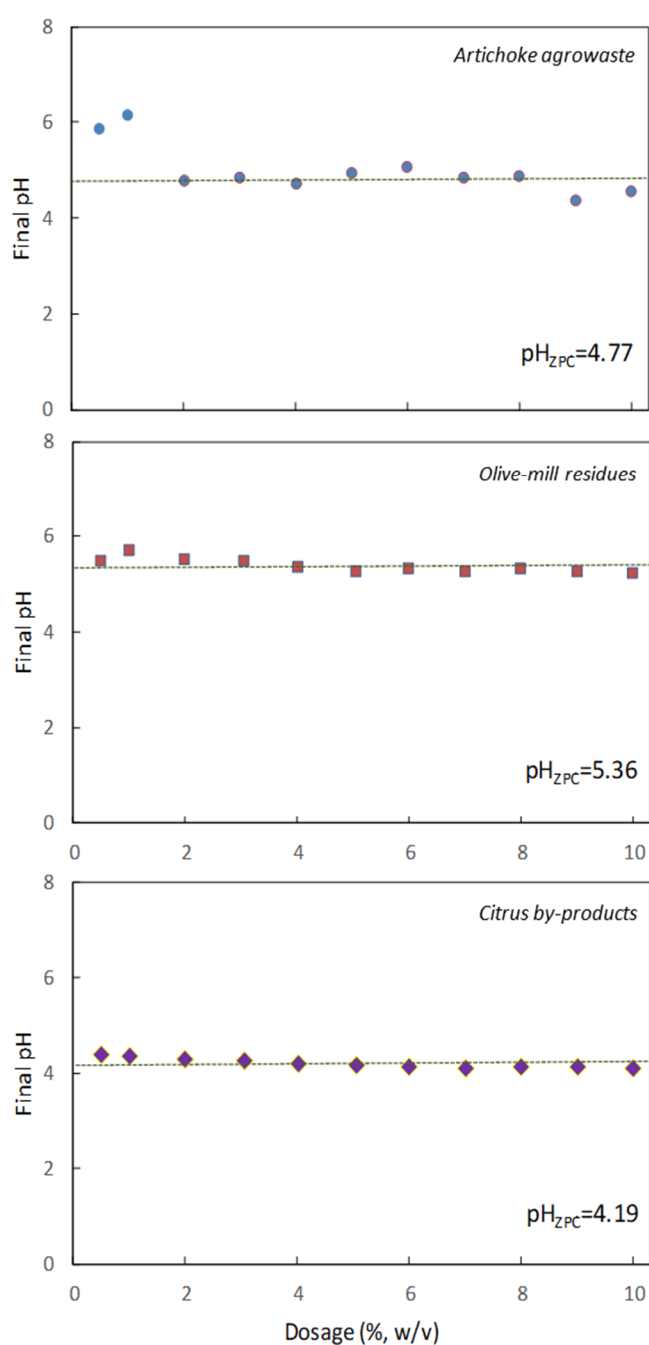 8
Artichoke agrowaste
6
Final pH
4
2
pHZPC=4.77
0
8
Olive-mill residues
6
Final pH
4
2
pHZPC=5.36
0
0 2 4 6 8 10
8
Citrus by-products
6
Final pH
4
2
pHZPC=4.19
0
0 2 4 6 8 10
Dosage (%, w/v)